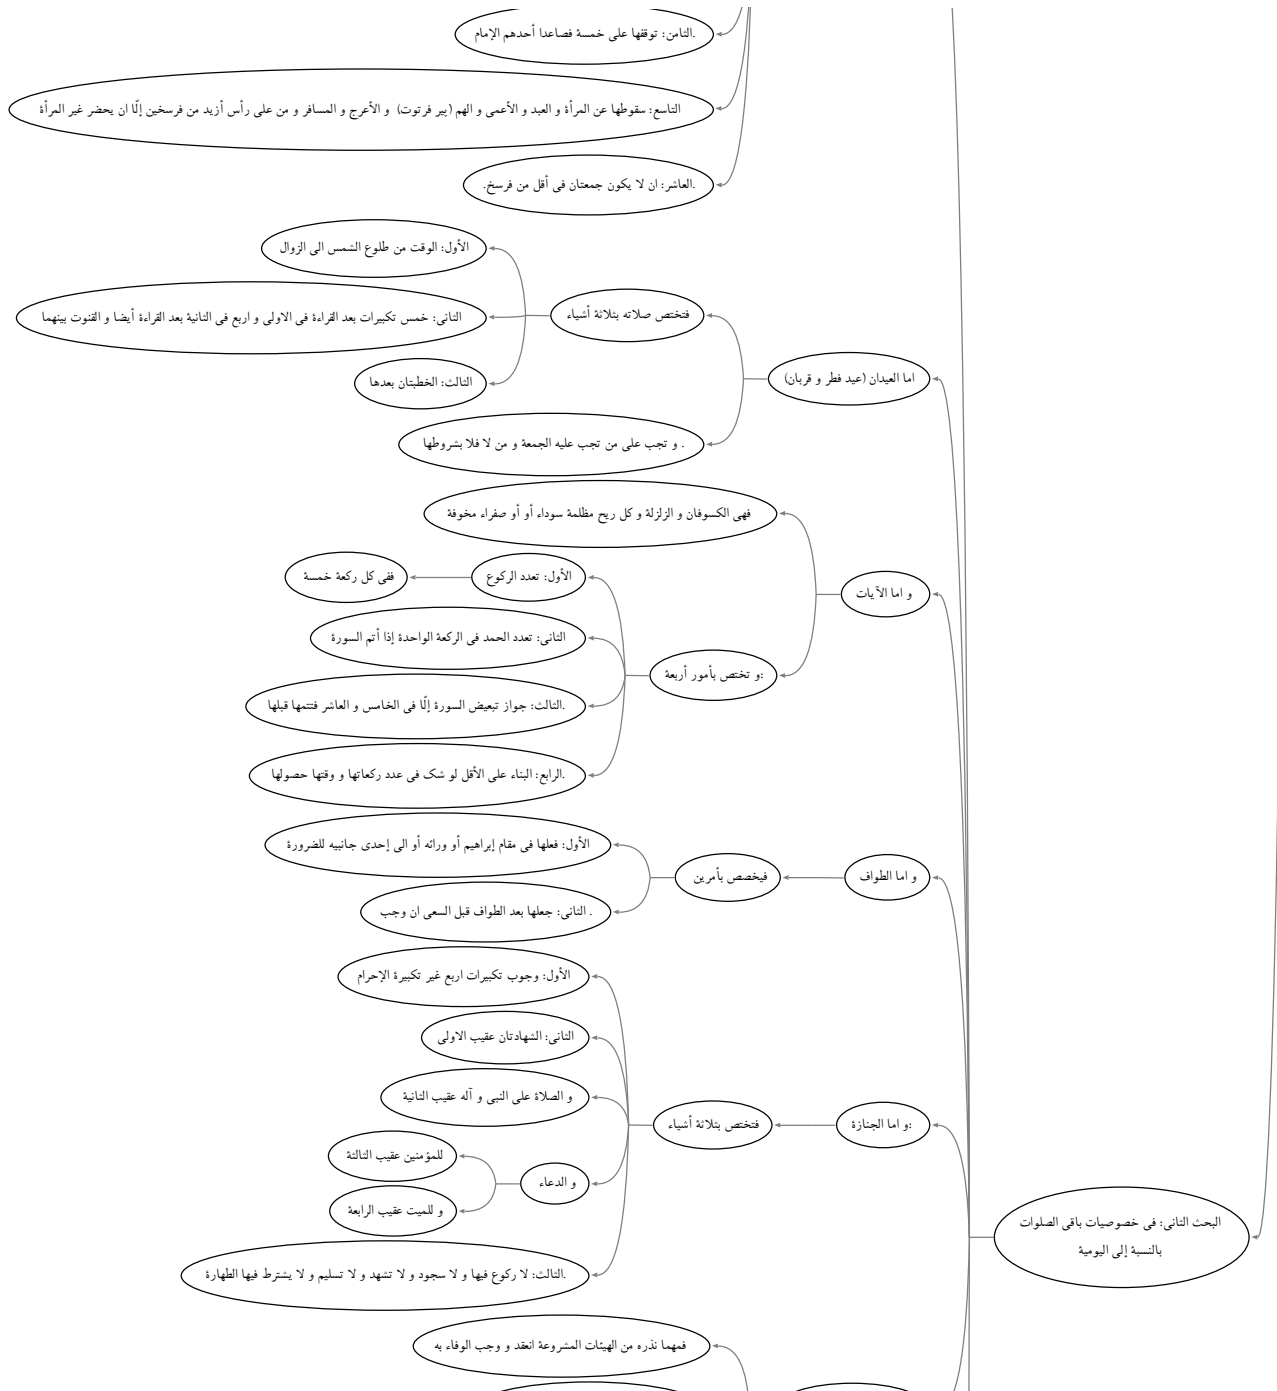 .الثامن: توقفها على خمسة فصاعدا أحدهم الإمام
التاسع: سقوطها عن المرأة و العبد و الأعمى و الهم (پیر فرتوت) و الأعرج و المسافر و من على رأس أزيد من فرسخين إلّا ان يحضر غير المرأة
.العاشر: ان لا يكون جمعتان فى أقل من فرسخ.
اما العيدان (عيد فطر و قربان)
فتختص صلاته بثلاثة أشياء
الأول: الوقت من طلوع الشمس الى الزوال
الثانى: خمس تكبيرات بعد القراءة فى الاولى و اربع فى الثانية بعد القراءة أيضا و القنوت بينهما
الثالث: الخطبتان بعدها
. و تجب على من تجب عليه الجمعة و من لا فلا بشروطها
و اما الآيات
فهى الكسوفان و الزلزلة و كل ريح مظلمة سوداء أو أو صفراء مخوفة
:و تختص بأمور أربعة
الأول: تعدد الركوع
ففى كل ركعة خمسة
الثانى: تعدد الحمد فى الركعة الواحدة إذا أتم السورة
.الثالث: جواز تبعيض السورة إلّا فى الخامس و العاشر فتتمها قبلها
.الرابع: البناء على الأقل لو شک فى عدد ركعاتها و وقتها حصولها
و اما الطواف
فيخصص بأمرين
الأول: فعلها فى مقام إبراهيم أو ورائه أو الى إحدى جانبيه للضرورة
. الثانى: جعلها بعد الطواف قبل السعى ان وجب
:و اما الجنازة
فتختص بثلاثة أشياء
الأول: وجوب تكبيرات اربع غير تكبيرة الإحرام
الثانى: الشهادتان عقيب الاولى
و الصلاة على النبى و آله عقيب الثانية
و الدعاء
للمؤمنين عقيب الثالثة
و للميت عقيب الرابعة
.الثالث: لا ركوع فيها و لا سجود و لا تشهد و لا تسليم و لا يشترط فيها الطهارة
البحث الثانى: فى خصوصيات باقى الصلوات
بالنسبة إلى اليومية
فمهما نذره من الهيئات المشروعة انعقد و وجب الوفاء به